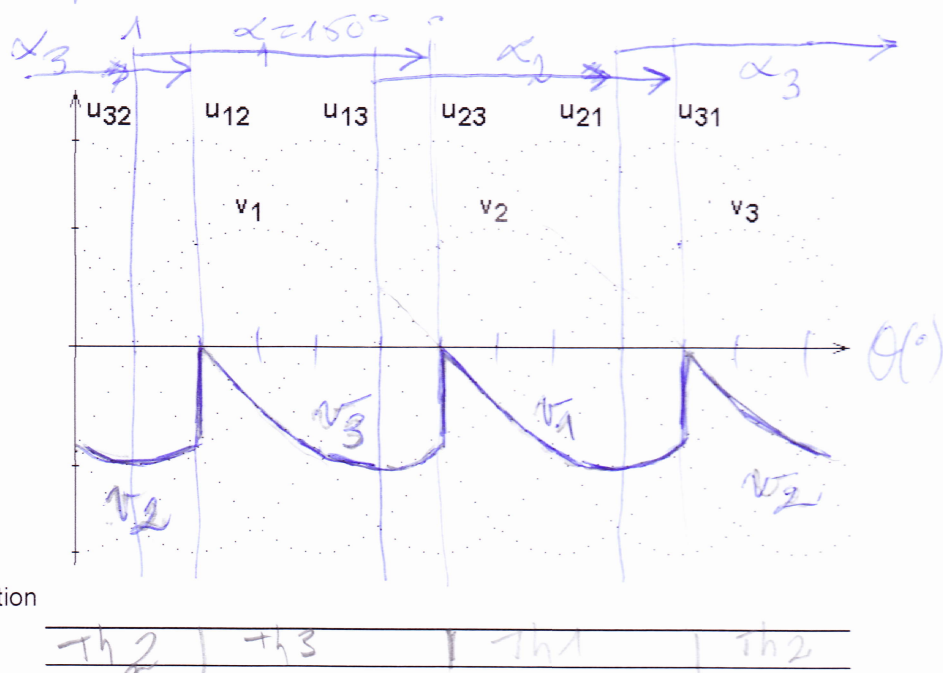 1 α=150°
α3 α2 α3
u32 u12 u13 u23 u21 u31
v1 v2 v3
θ(°)
v3 v1
v2 v2
tion
Th2 Th3 Th1 Th2